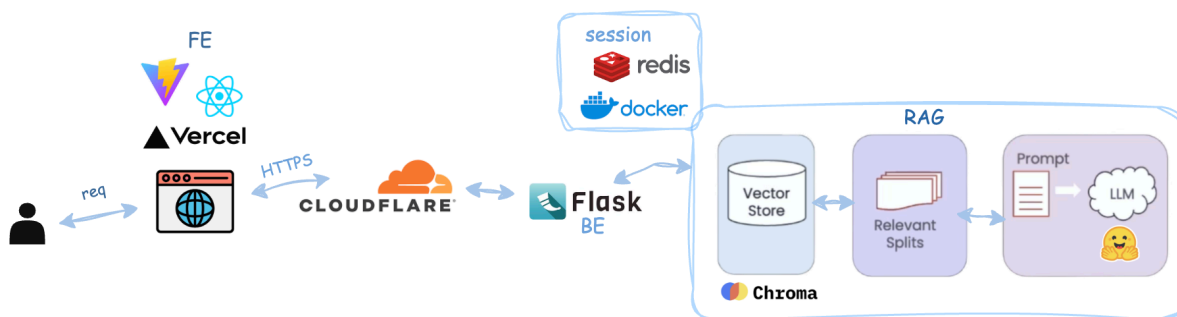 FE
Vercel
req
HTTPS
CLOUDFLARE
session
redis
docker
Flask
BE
RAG
Vector
Store
Chroma
Relevant
Splits
Prompt
LLM